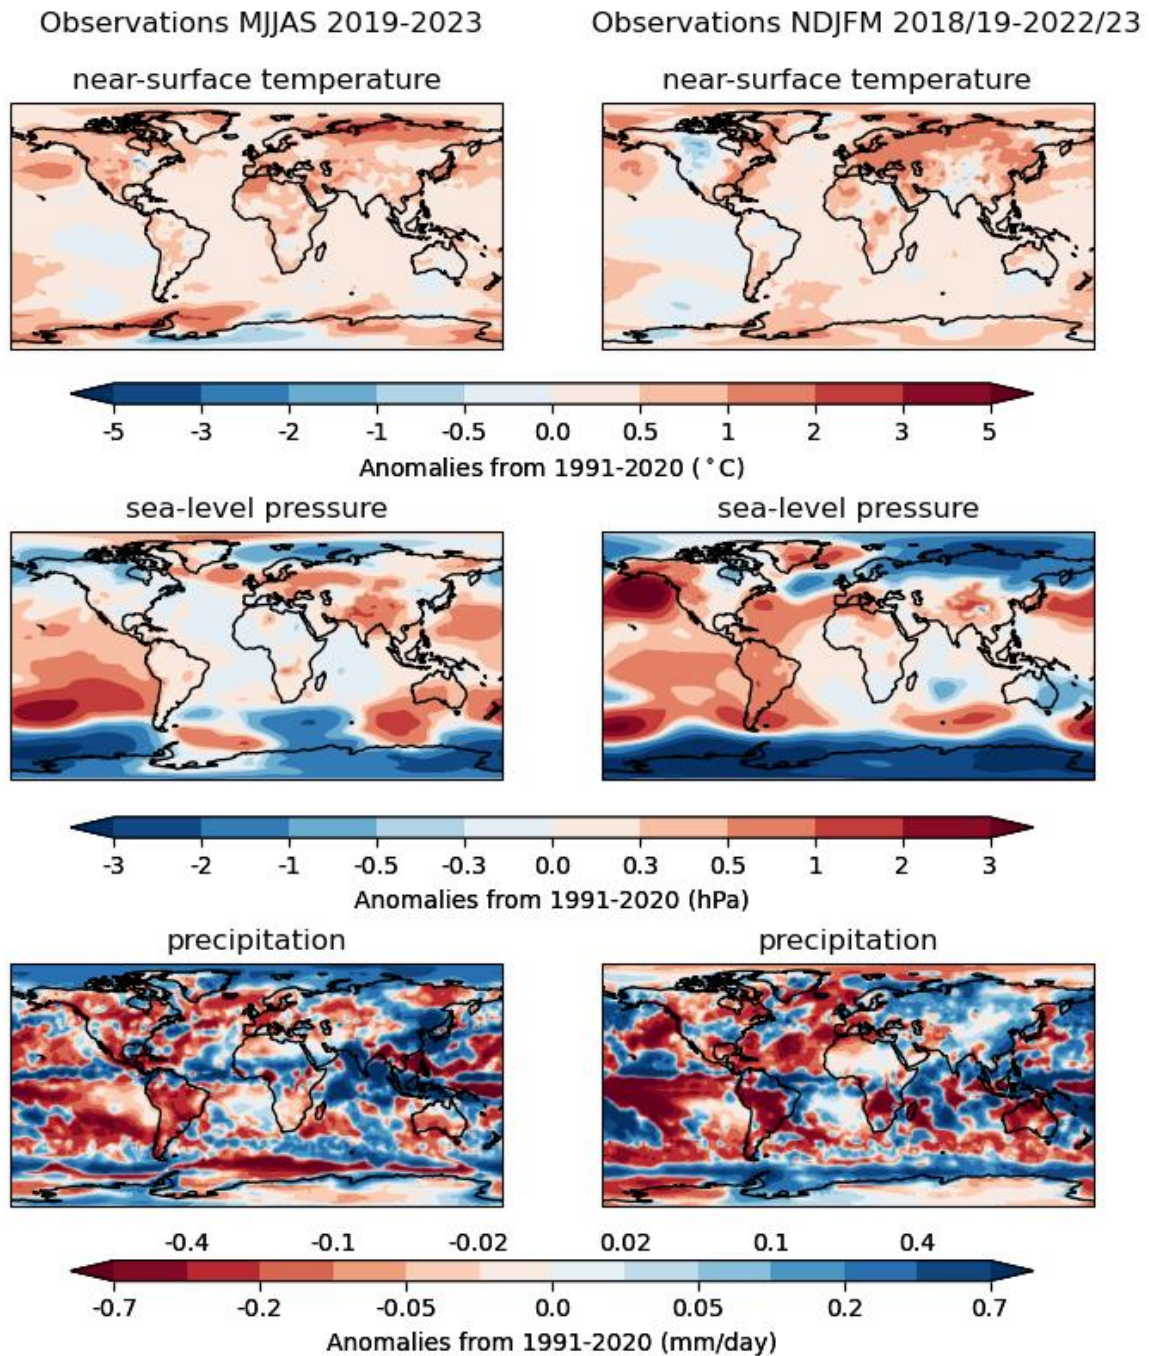 Observations MJJAS 2019-2023
Observations NDJFM 2018/19-2022/23
near-surface temperature
near-surface temperature
-5 -3 -2 -1 -0.5 0.0 0.5 1 2 3 5
Anomalies from 1991-2020 (°C)
sea-level pressure
sea-level pressure
-3 -2 -1 -0.5 -0.3 0.0 0.3 0.5 1 2 3
Anomalies from 1991-2020 (hPa)
precipitation
precipitation
-0.4 -0.1 -0.02 0.02 0.1 0.4
-0.7 -0.2 -0.05 0.0 0.05 0.2 0.7
Anomalies from 1991-2020 (mm/day)